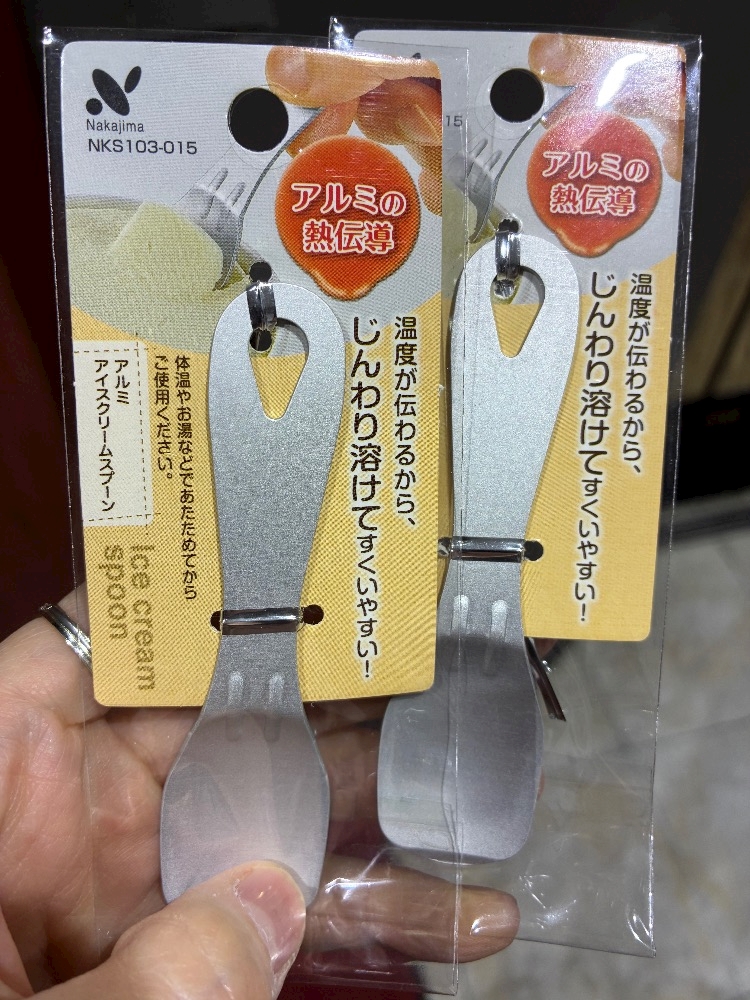 Nakajima
NKS103-015
アルミの
熱伝導
温度が伝わるから、
じんわり溶けてすくいやすい!
体温やお湯などであたためてから
ご使用ください。
アルミ
アイスクリームスプーン
ice cream
spoon
15
アルミの
熱伝導
温度が伝わるから、
じんわり溶けてすくいやすい!